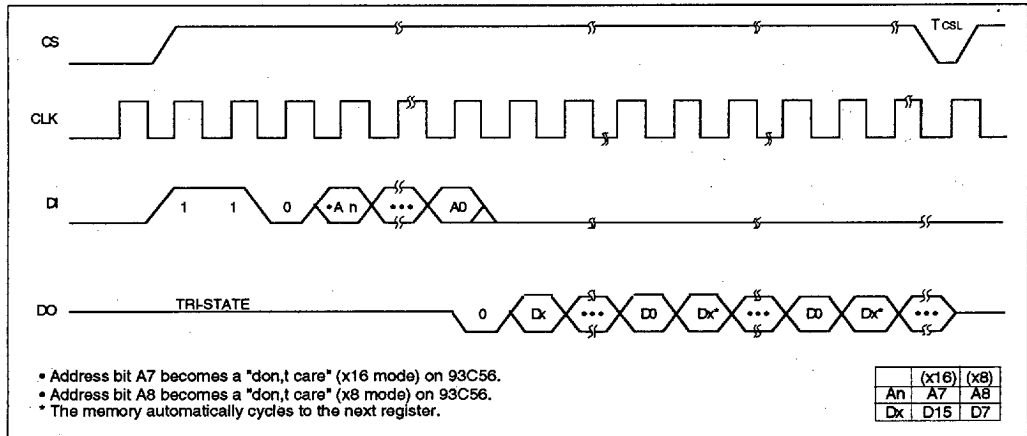 CS
TCSL
CLK
DI
1 1 0 •A n ••• A0
DO
TRI-STATE
0 Dx ••• D0 Dx* ••• D0 Dx* •••
• Address bit A7 becomes a "don,t care" (x16 mode) on 93C56.
• Address bit A8 becomes a "don,t care" (x8 mode) on 93C56.
* The memory automatically cycles to the next register.
(x16) (x8)
An A7 A8
Dx D15 D7